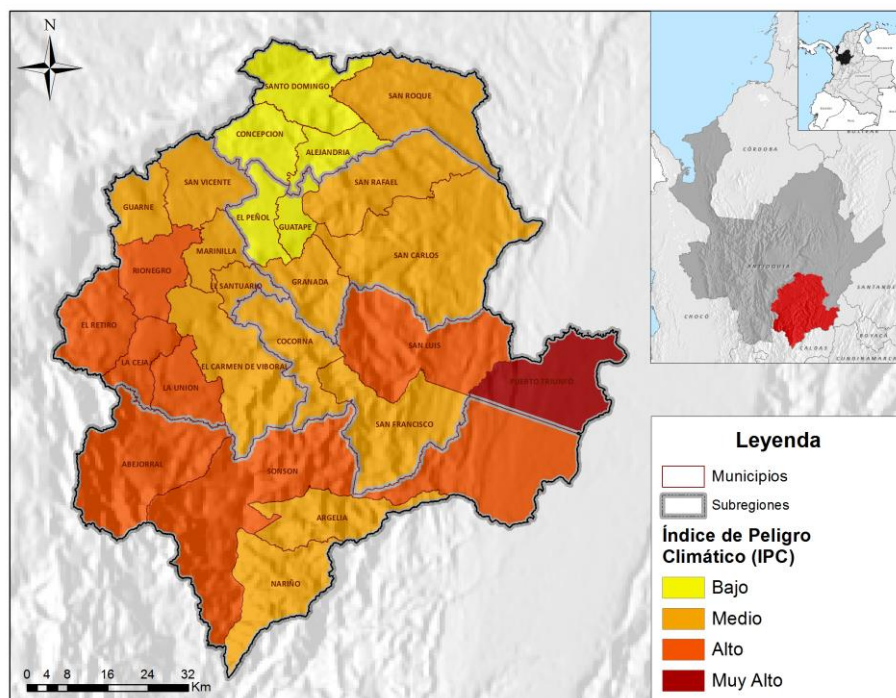 N
SANTO DOMINGO
SAN ROQUE
CONCEPCION
ALEJANDRIA
SAN VICENTE
SAN RAFAEL
GUARNE
EL PEÑOL
GUATAPE
MARINILLA
SAN CARLOS
RIONEGRO
EL SANTUARIO
GRANADA
EL RETIRO
COCORNA
SAN LUIS
LA CEJA
EL CARMEN DE VIBORAL
PUERTO TRIUNFO
LA UNION
SAN FRANCISCO
ABEJORRAL
SONSON
ARGELIA
NARIÑO
0 4 8 16 24 32
Km
CÓRDOBA
BOLÍVAR
ANTIOQUIA
SANTANDER
CHOCÓ
BOYACÁ
CALDAS
CUNDINAMARCA
Leyenda
Municipios
Subregiones
Índice de Peligro
Climático (IPC)
Bajo
Medio
Alto
Muy Alto